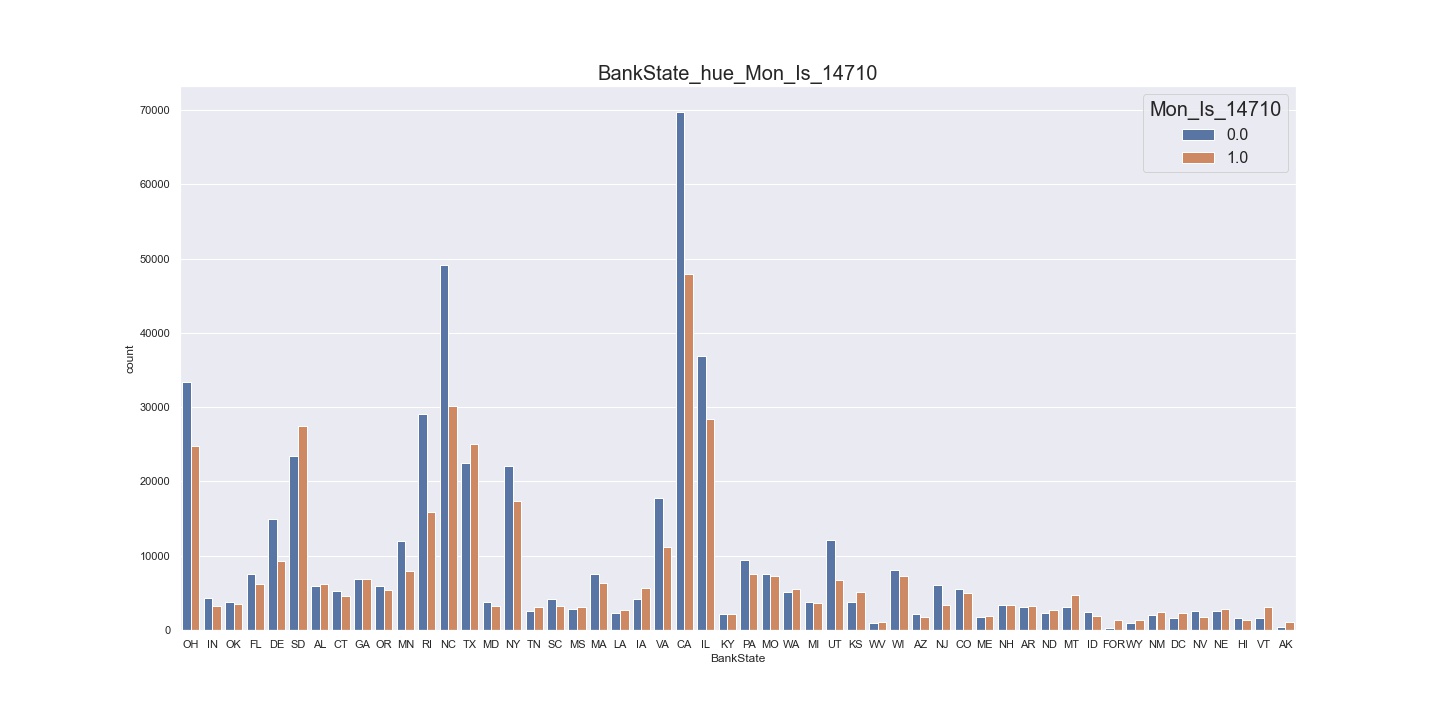 BankState_hue_Mon_Is_14710
Mon_Is_14710
0.0
1.0
70000
60000
50000
40000
30000
20000
10000
0
count
OH IN OK FL DE SD AL CT GA OR MN RI NC TX MD NY TN SC MS MA LA IA VA CA IL KY PA MO WA MI UT KS WV WI AZ NJ CO ME NH AR ND MT ID FOR WY NM DC NV NE HI VT AK
BankState